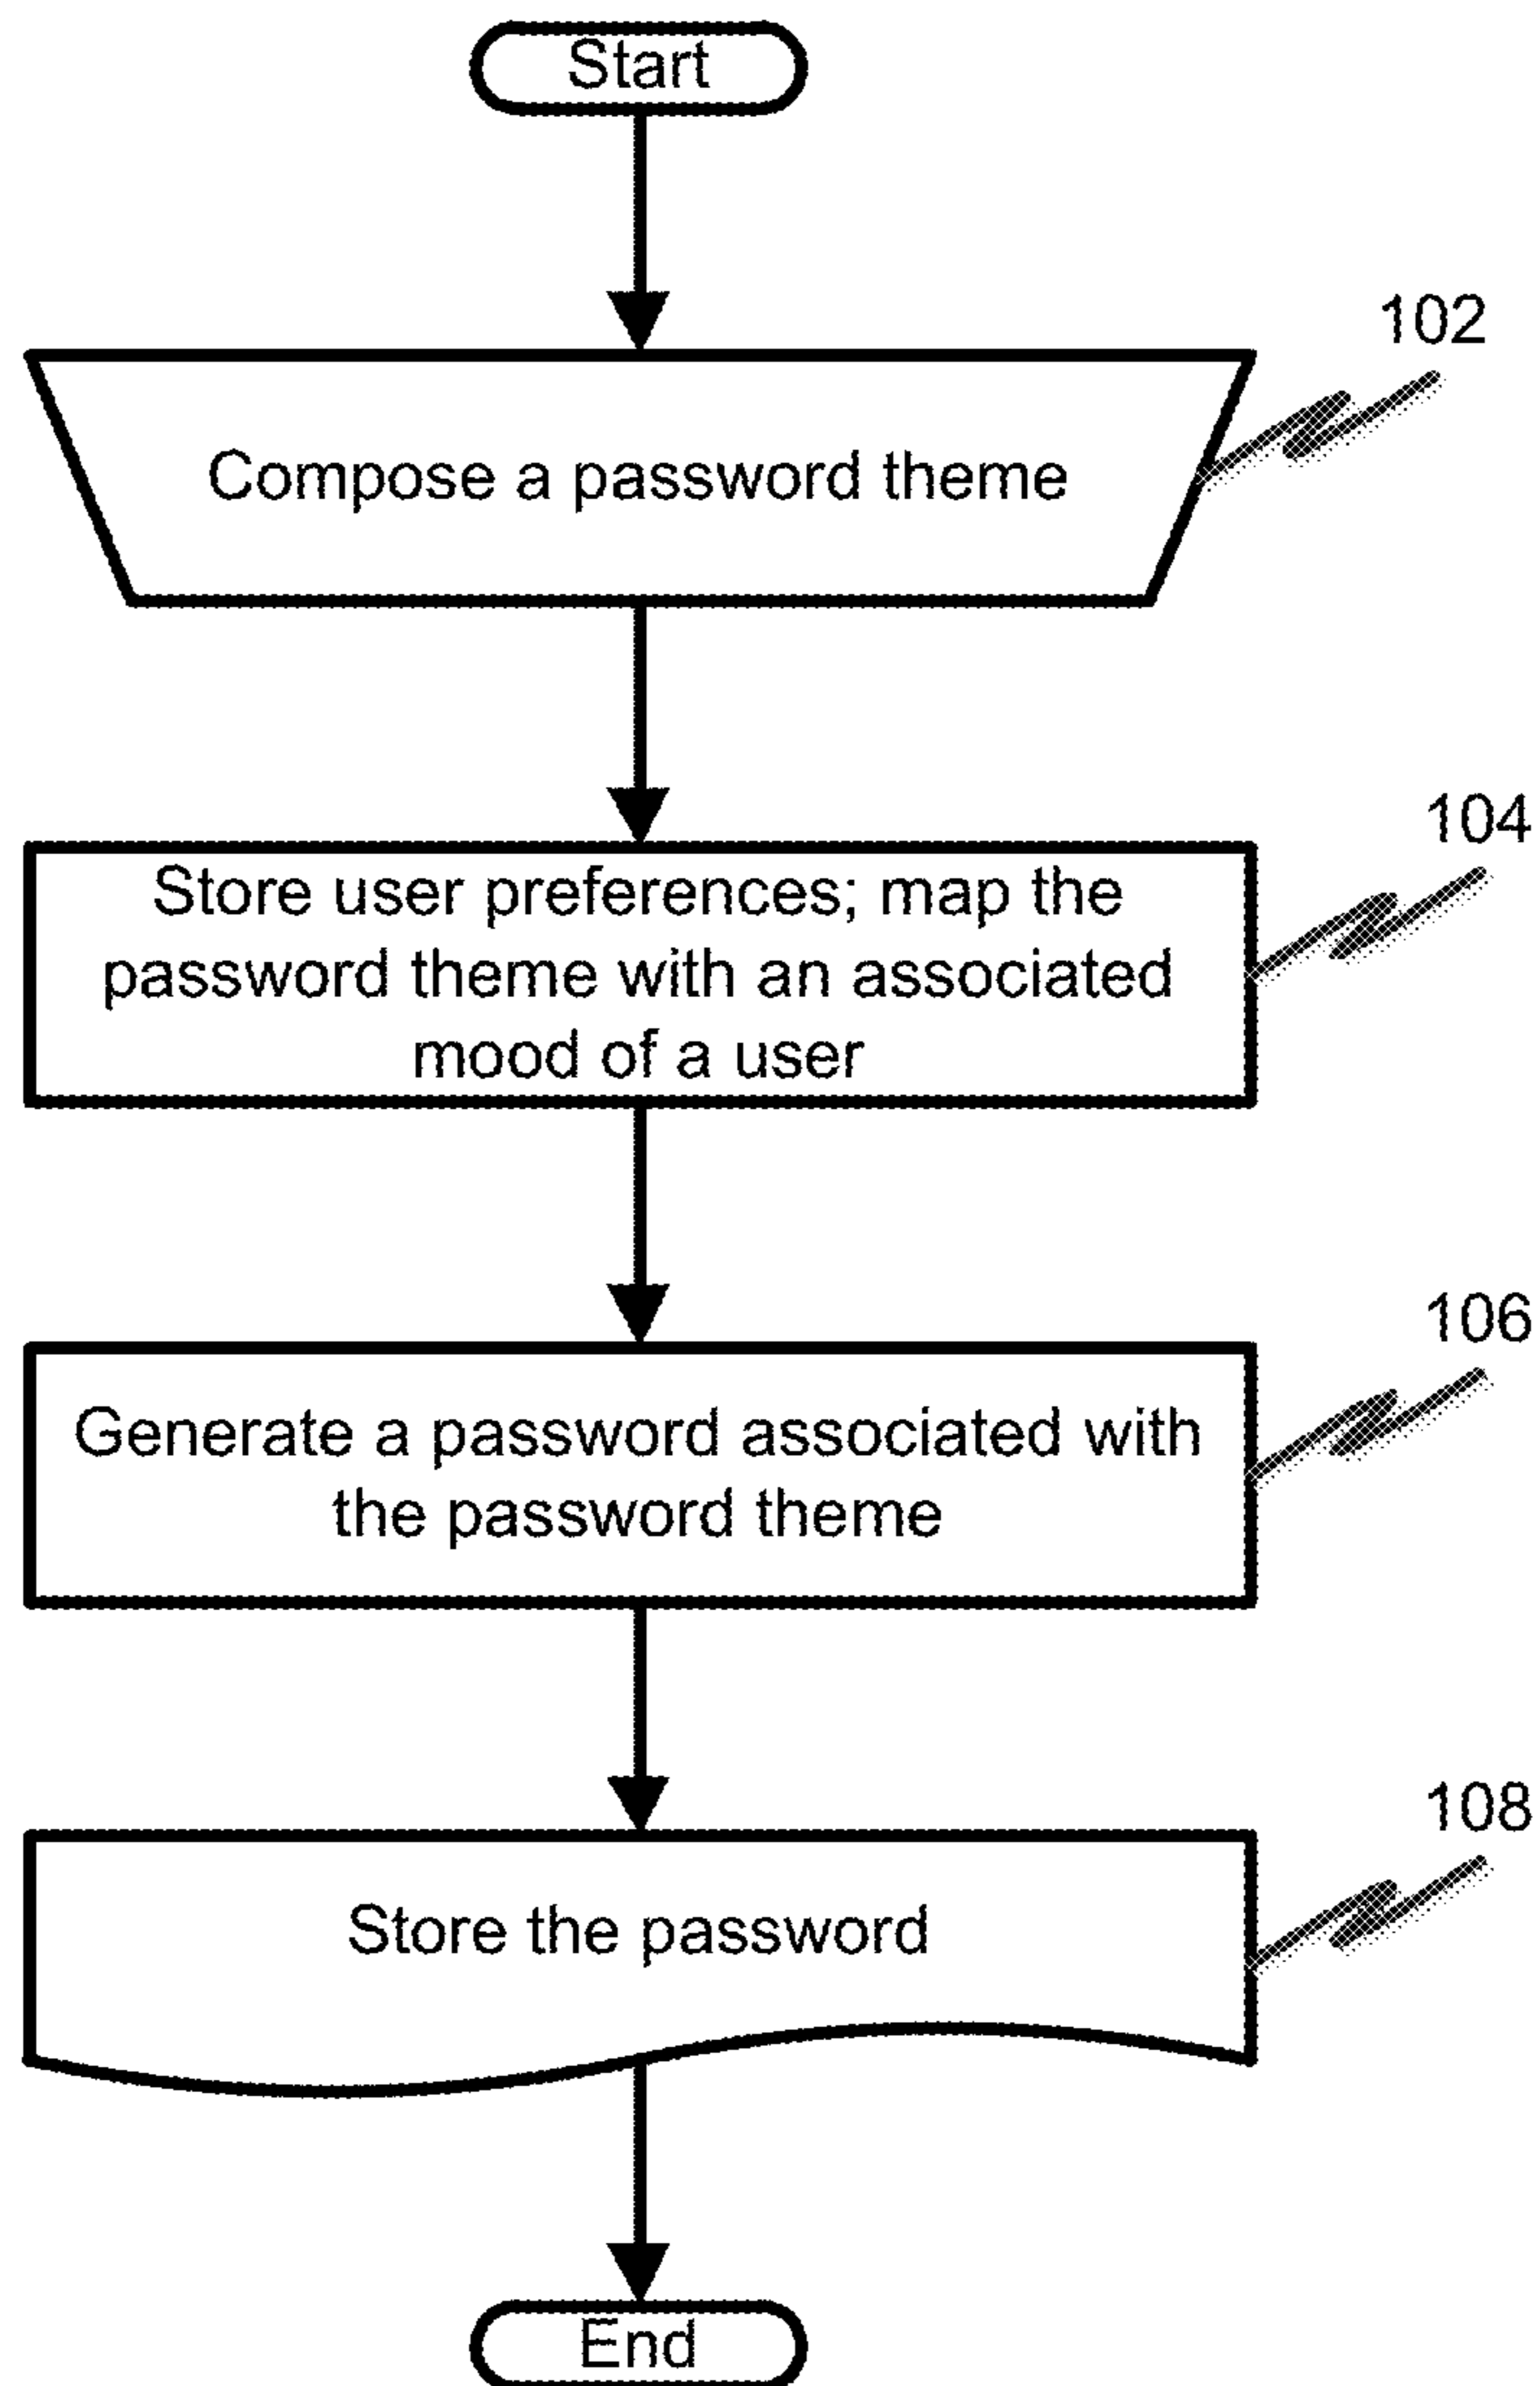 Start
102
Compose a password theme
104
Store user preferences; map the
password theme with an associated
mood of a user
106
Generate a password associated with
the password theme
108
Store the password
End